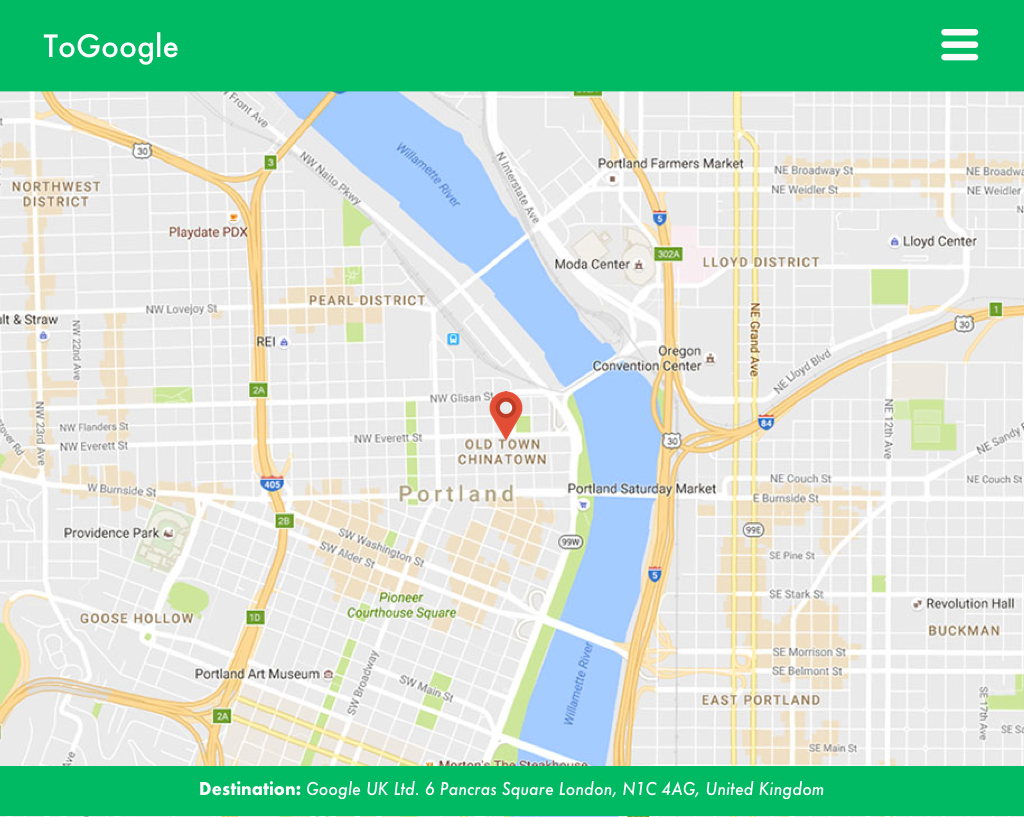 ToGoogle
Front Ave
Willamette River
N Interstate Ave
NW Naito Pkwy
30
3
Portland Farmers Market
NE Broadway St
NE Weidler St
NE Broadwa
NE Weidler
NORTHWEST
DISTRICT
Playdate PDX
5
Lloyd Center
302A
LLOYD DISTRICT
Moda Center
PEARL DISTRICT
NW Lovejoy St
alt & Straw
NW 22nd Ave
REI
NE Grand Ave
1
30
Oregon
Convention Center
NE Lloyd Blvd
2A
NW Glisan St
NW 23rd Ave
NW Flanders St
NW Everett St
NW Everett St
OLD TOWN
CHINATOWN
84
30
NE 12th Ave
NE Sandy
405
W Burnside St
Portland
Portland Saturday Market
NE Couch St
NE Couch St
E Burnside St
2B
Providence Park
SW Washington St
SW Alder St
99W
99E
SE Pine St
5
SE Stark St
Pioneer
Courthouse Square
1D
GOOSE HOLLOW
Revolution Hall
BUCKMAN
SE Morrison St
SE Belmont St
Portland Art Museum
SW Broadway
SW Main St
Willamette River
EAST PORTLAND
SE 17th Ave
2A
SE Main St
Morton's The Steakhouse
Destination: Google UK Ltd. 6 Pancras Square London, N1C 4AG, United Kingdom